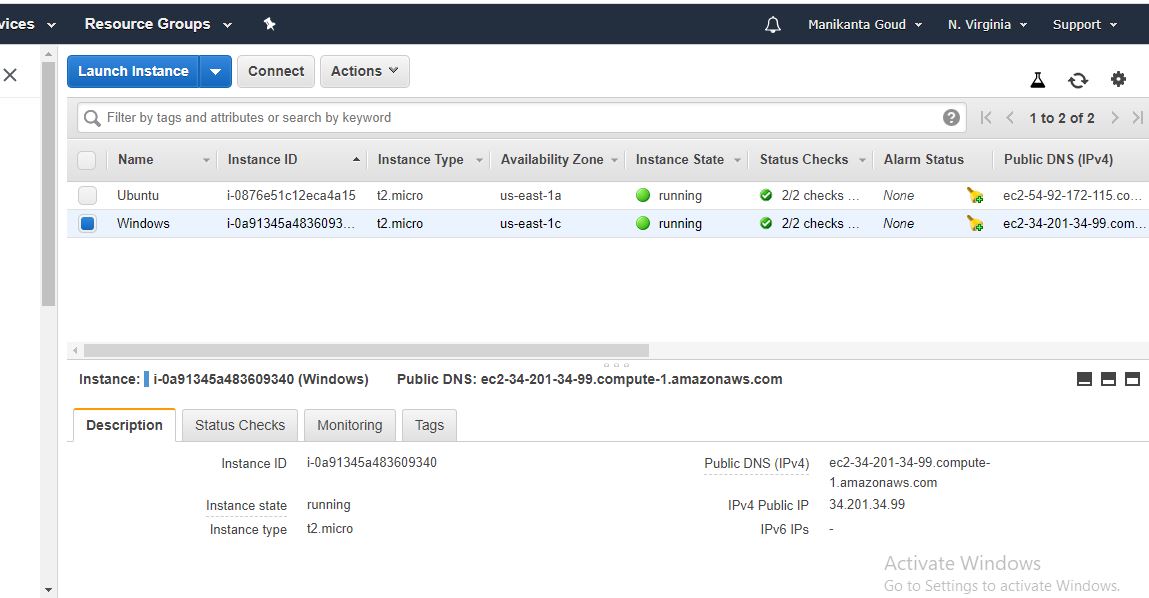 vices Resource Groups Manikanta Goud N. Virginia Support
Launch Instance Connect Actions
Filter by tags and attributes or search by keyword ? 1 to 2 of 2
Name Instance ID Instance Type Availability Zone Instance State Status Checks Alarm Status Public DNS (IPv4)
Ubuntu i-0876e51c12eca4a15 t2.micro us-east-1a running 2/2 checks ... None ec2-54-92-172-115.co...
Windows i-0a91345a4836093... t2.micro us-east-1c running 2/2 checks ... None ec2-34-201-34-99.com...
Instance: i-0a91345a483609340 (Windows) Public DNS: ec2-34-201-34-99.compute-1.amazonaws.com
Description Status Checks Monitoring Tags
Instance ID i-0a91345a483609340 Public DNS (IPv4) ec2-34-201-34-99.compute-
1.amazonaws.com
Instance state running IPv4 Public IP 34.201.34.99
Instance type t2.micro IPv6 IPs -
Activate Windows
Go to Settings to activate Windows.